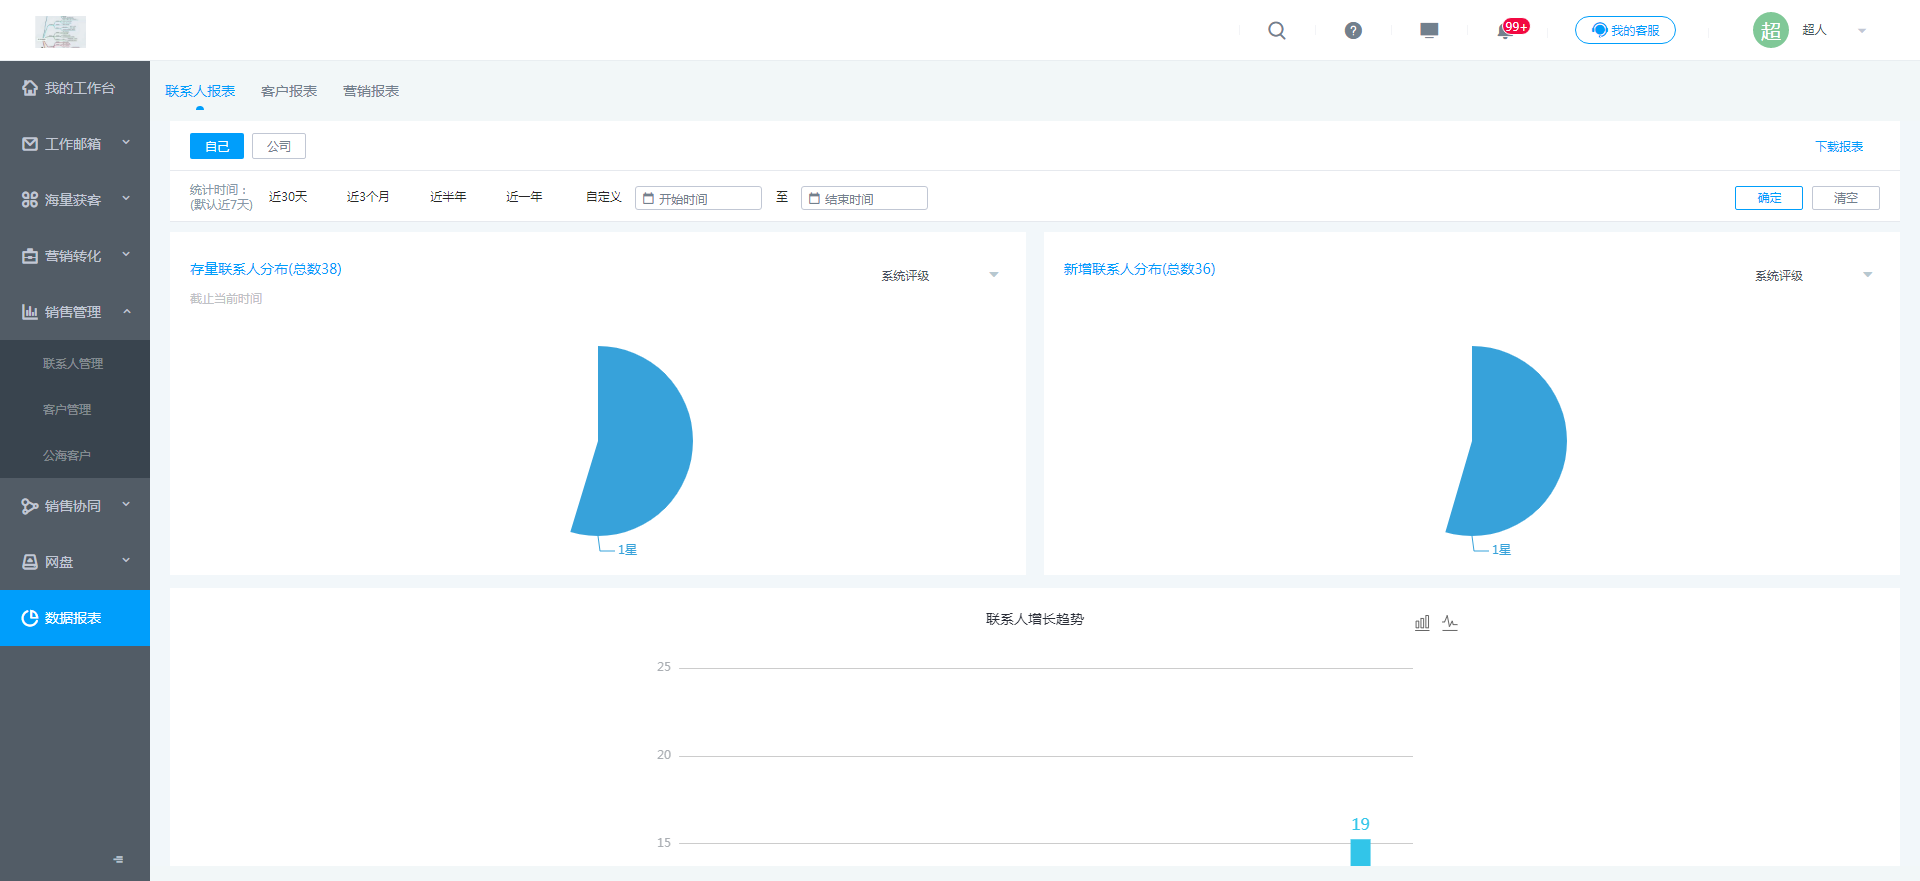 99+
我的客服
超
超人
我的工作台
工作邮箱
海量获客
营销转化
销售管理
联系人管理
客户管理
公海客户
销售协同
网盘
数据报表
联系人报表 客户报表 营销报表
自己 公司 下载报表
统计时间：
(默认近7天)
近30天 近3个月 近半年 近一年 自定义 开始时间 至 结束时间 确定 清空
存量联系人分布(总数38)
系统评级
截止当前时间
1星
新增联系人分布(总数36)
系统评级
1星
联系人增长趋势
25
20
19
15